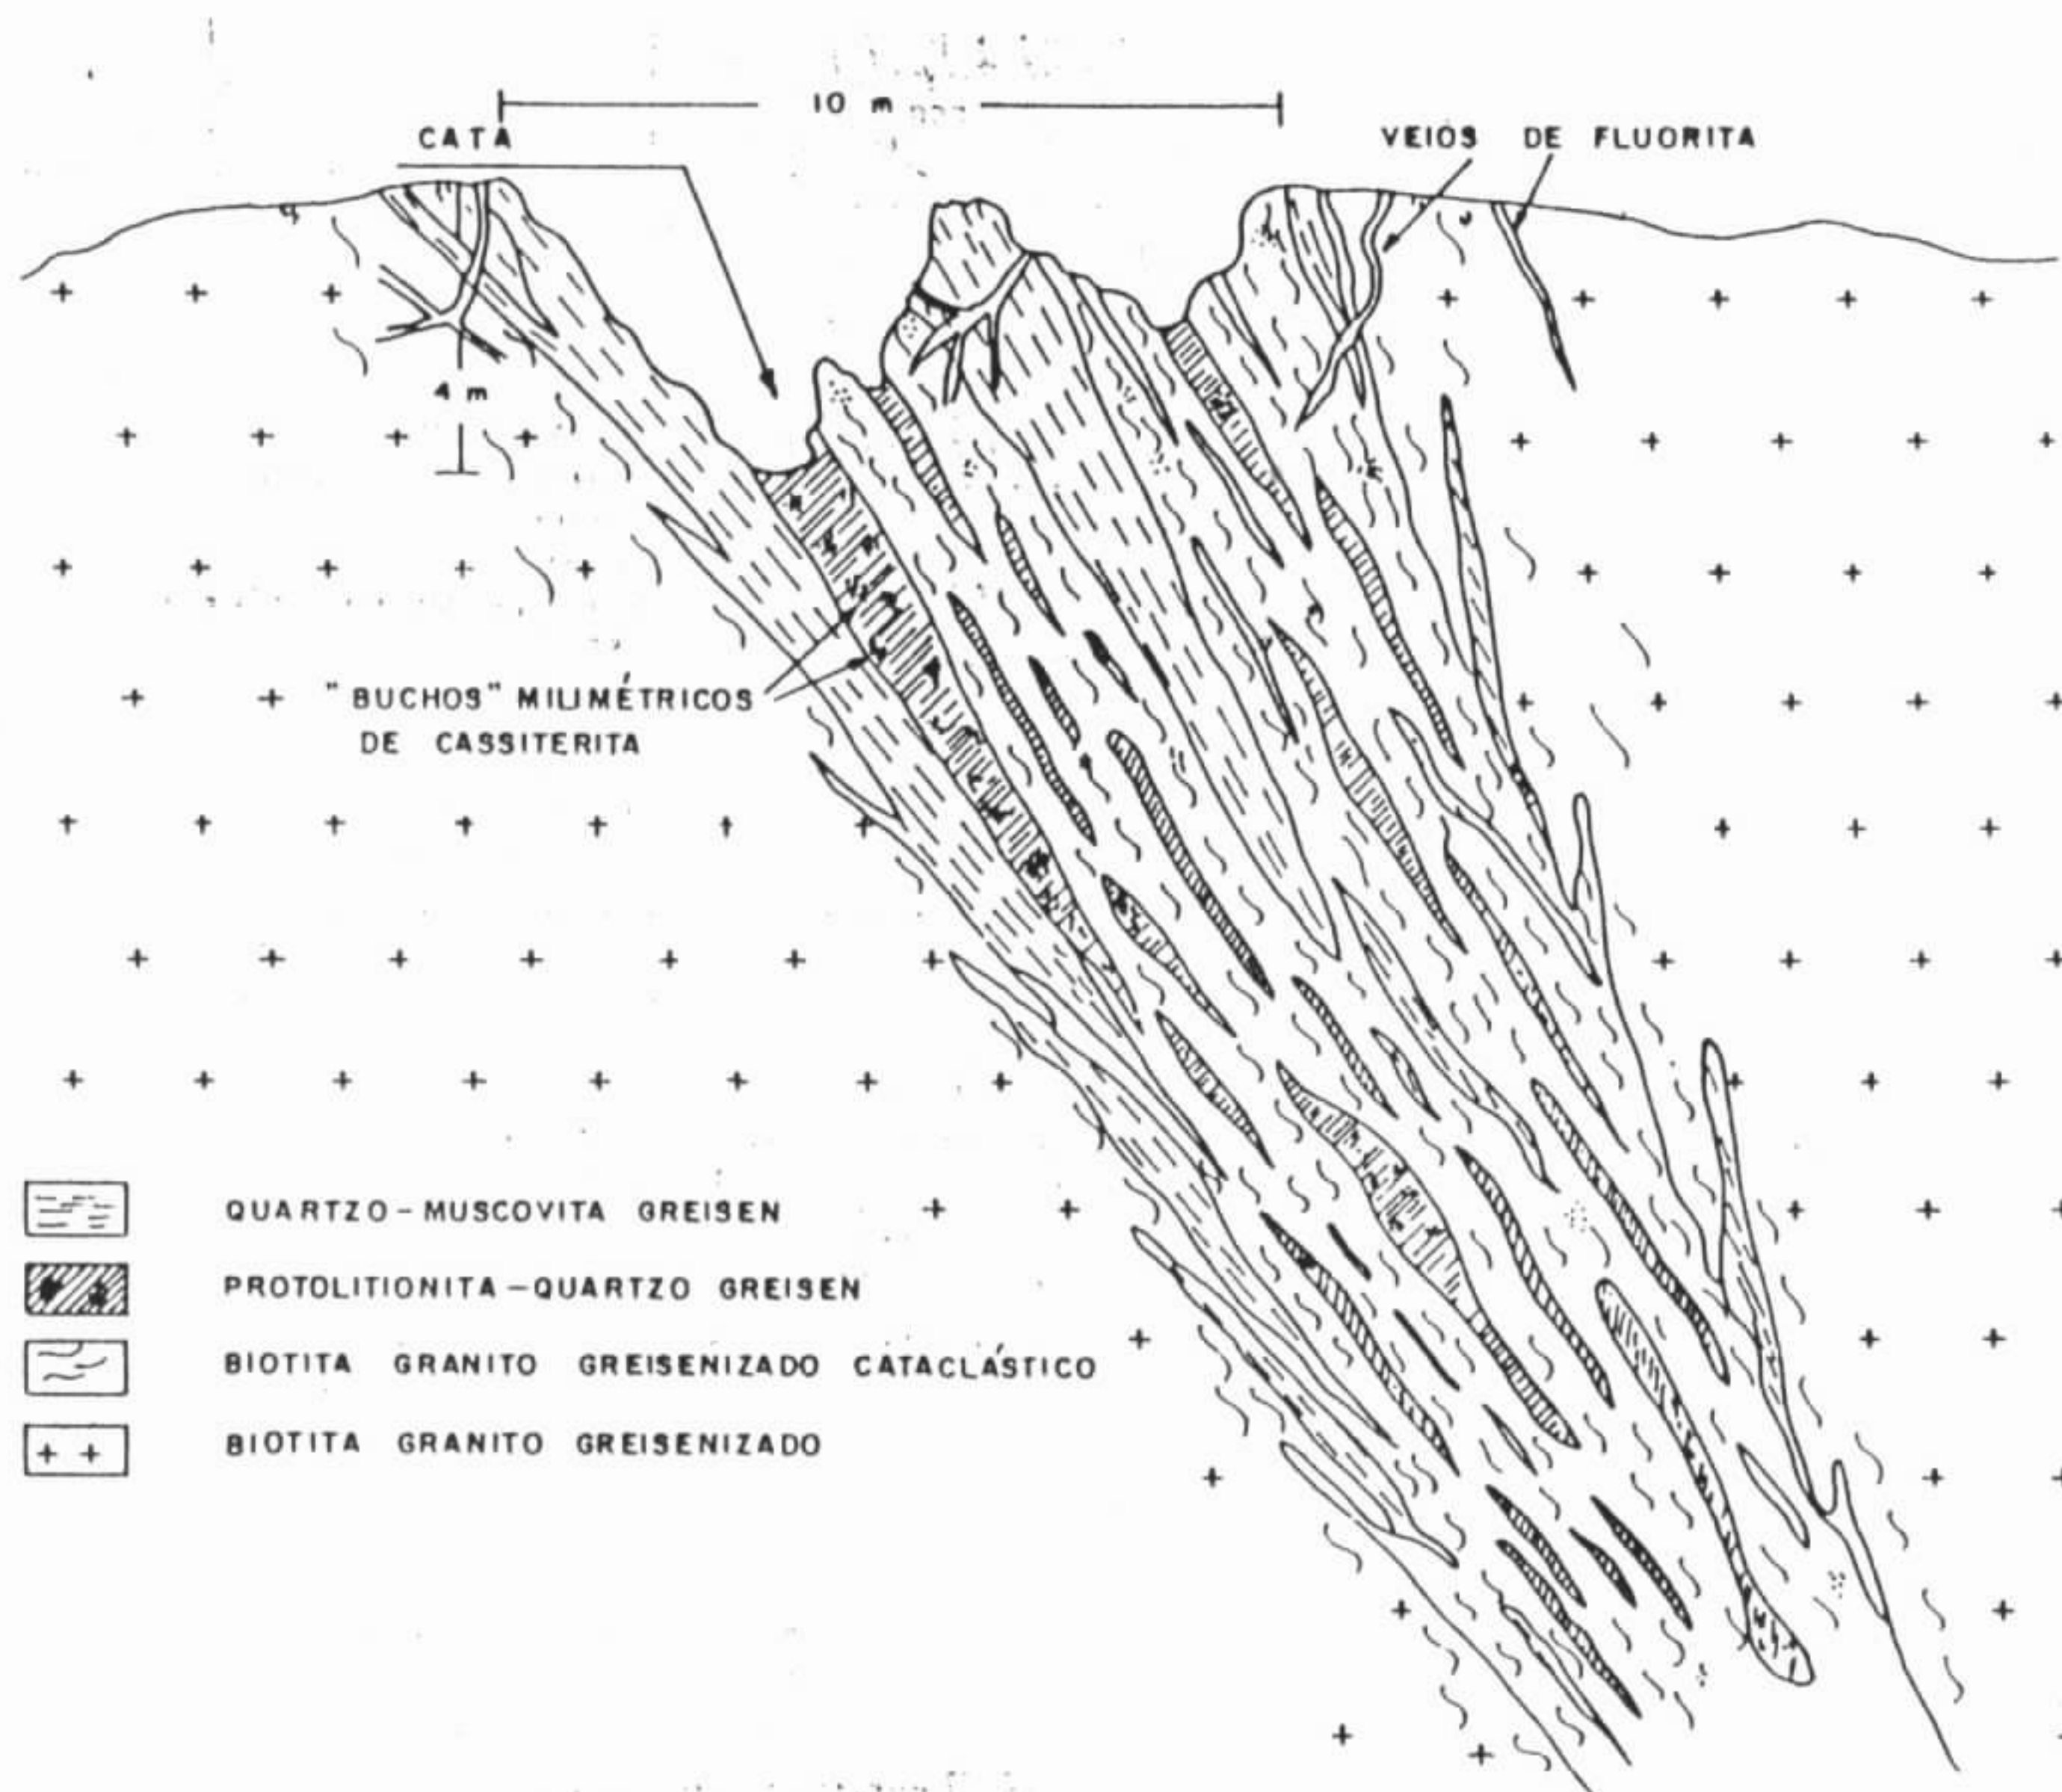 10 m
CATA
VEIOS DE FLUORITA
4 m
"BUCHOS" MILIMÉTRICOS
DE CASSITERITA
QUARTZO-MUSCOVITA GREISEN
PROTOLITIONITA-QUARTZO GREISEN
BIOTITA GRANITO GREISENIZADO CATACLÁSTICO
BIOTITA GRANITO GREISENIZADO